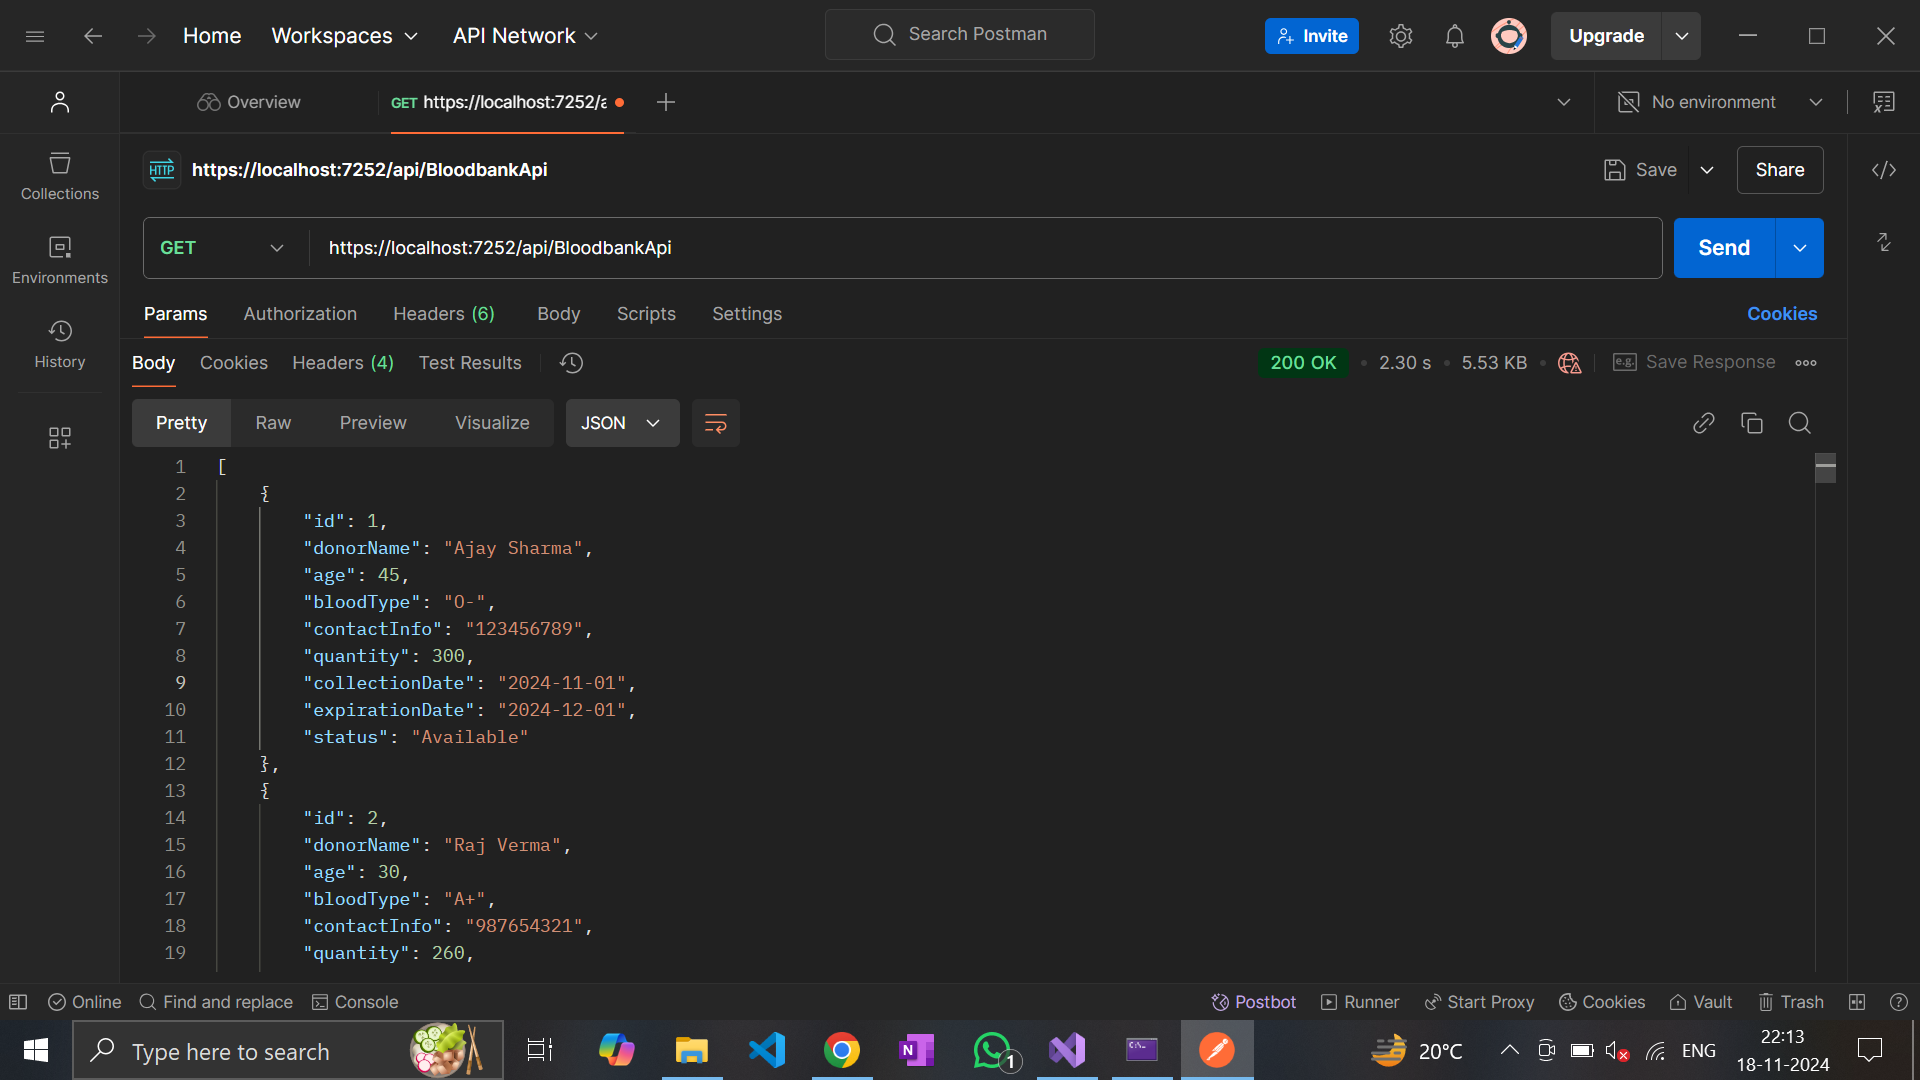 Home Workspaces API Network Search Postman Invite Upgrade
Overview GET https://localhost:7252/a No environment
HTTP https://localhost:7252/api/BloodbankApi Save Share
Collections
GET https://localhost:7252/api/BloodbankApi Send
Environments
Params Authorization Headers (6) Body Scripts Settings Cookies
History
Body Cookies Headers (4) Test Results 200 OK • 2.30 s • 5.53 KB • e.g. Save Response
Pretty Raw Preview Visualize JSON
1 [
2 {
3 "id": 1,
4 "donorName": "Ajay Sharma",
5 "age": 45,
6 "bloodType": "O-",
7 "contactInfo": "123456789",
8 "quantity": 300,
9 "collectionDate": "2024-11-01",
10 "expirationDate": "2024-12-01",
11 "status": "Available"
12 },
13 {
14 "id": 2,
15 "donorName": "Raj Verma",
16 "age": 30,
17 "bloodType": "A+",
18 "contactInfo": "987654321",
19 "quantity": 260,
Online Find and replace Console Postbot Runner Start Proxy Cookies Vault Trash
Type here to search N 1 20°C ENG 22:13
18-11-2024